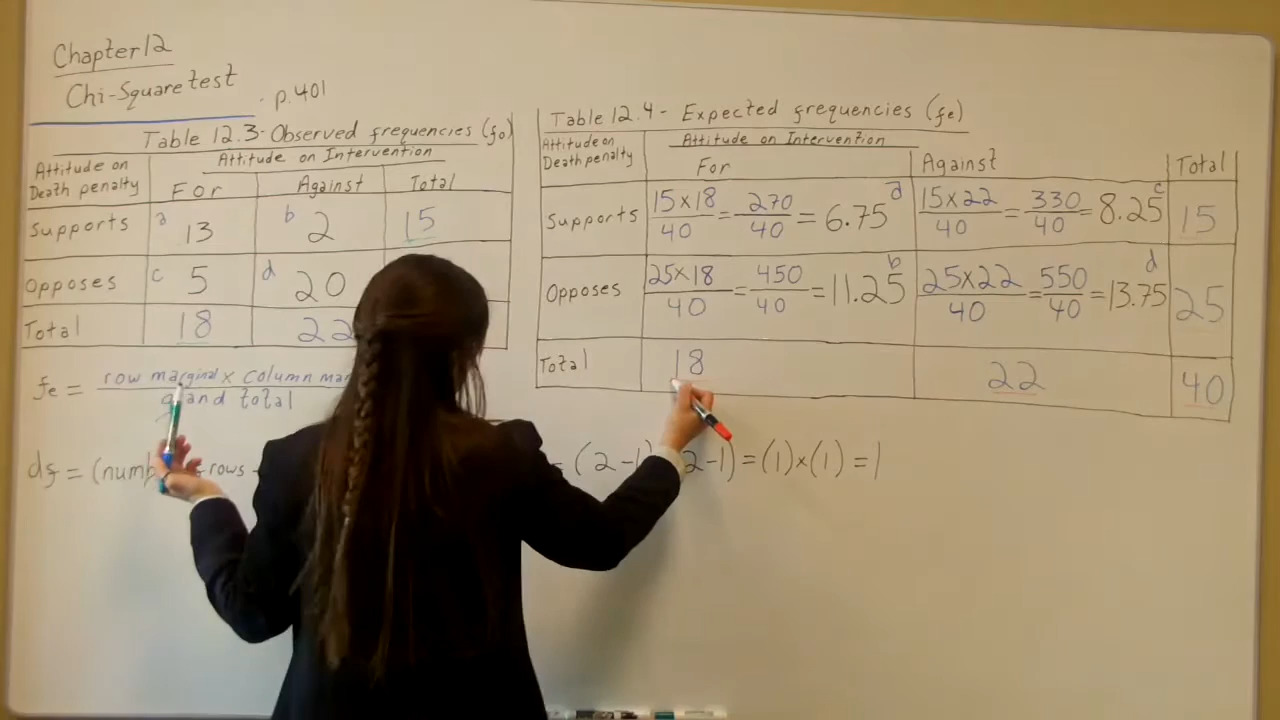 Chapter 12
Chi-Square test
p.401
Table 12.3 - Observed frequencies (fo)
Attitude on Death penalty
Attitude on Intervention
For Against Total
Supports a 13 b 2 15
Opposes c 5 d 20
Total 18 22
fe = row marginal x column
grand total
df = rows
Table 12.4 - Expected frequencies (fe)
Attitude on Death penalty
Attitude on Intervention
For Against Total
Supports 15x18/40 = 270/40 = 6.75 a 15x22/40 = 330/40 = 8.25 c 15
Opposes 25x18/40 = 450/40 = 11.25 b 25x22/40 = 550/40 = 13.75 d 25
Total 18 22 40
= (2-1) 2-1) = (1)x(1) = 1